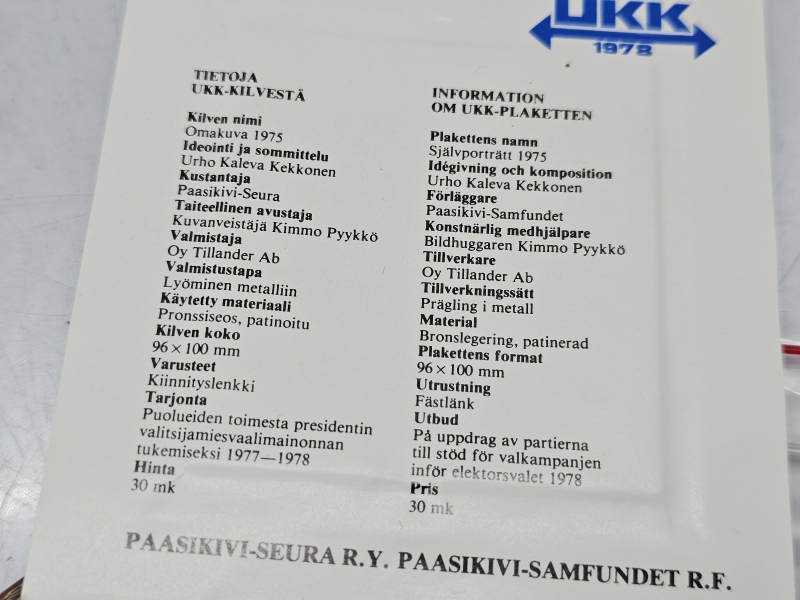 UKK
1978
TIETOJA
UKK-KILVESTÄ
Kilven nimi
Omakuva 1975
Ideointi ja sommittelu
Urho Kaleva Kekkonen
Kustantaja
Paasikivi-Seura
Taiteellinen avustaja
Kuvanveistäjä Kimmo Pyykkö
Valmistaja
Oy Tillander Ab
Valmistustapa
Lyöminen metalliin
Käytetty materiaali
Pronssiseos, patinoitu
Kilven koko
96 × 100 mm
Varusteet
Kiinnityslenkki
Tarjonta
Puolueiden toimesta presidentin
valitsijamiesvaalimainonnan
tukemiseksi 1977—1978
Hinta
30 mk
INFORMATION
OM UKK-PLAKETTEN
Plakettens namn
Självporträtt 1975
Idégivning och komposition
Urho Kaleva Kekkonen
Förläggare
Paasikivi-Samfundet
Konstnärlig medhjälpare
Bildhuggaren Kimmo Pyykkö
Tillverkare
Oy Tillander Ab
Tillverkningssätt
Prägling i metall
Material
Bronslegering, patinerad
Plakettens format
96 × 100 mm
Utrustning
Fästlänk
Utbud
På uppdrag av partierna
till stöd för valkampanjen
inför elektorsvalet 1978
Pris
30 mk
PAASIKIVI-SEURA R.Y. PAASIKIVI-SAMFUNDET R.F.